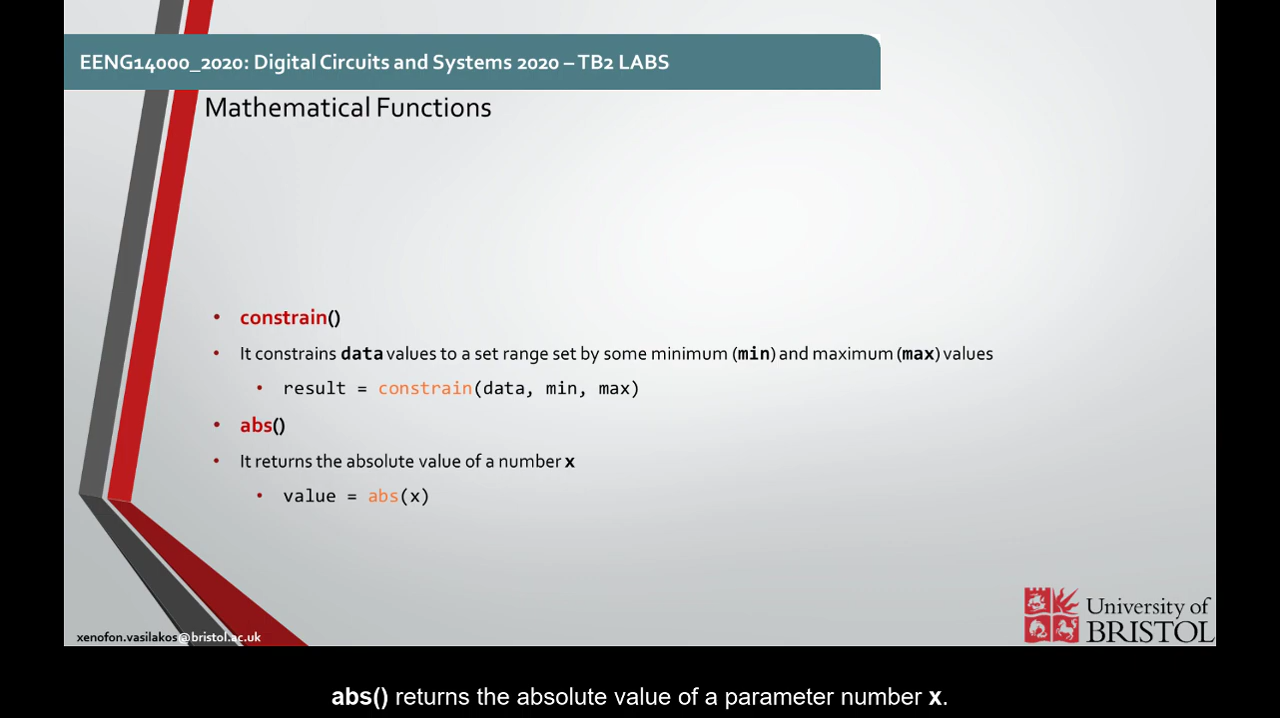 EENG14000_2020: Digital Circuits and Systems 2020 – TB2 LABS
Mathematical Functions
• constrain()
• It constrains data values to a set range set by some minimum (min) and maximum (max) values
• result = constrain(data, min, max)
• abs()
• It returns the absolute value of a number x
• value = abs(x)
University of
BRISTOL
xenofon.vasilakos@bristol.ac.uk
abs() returns the absolute value of a parameter number x.